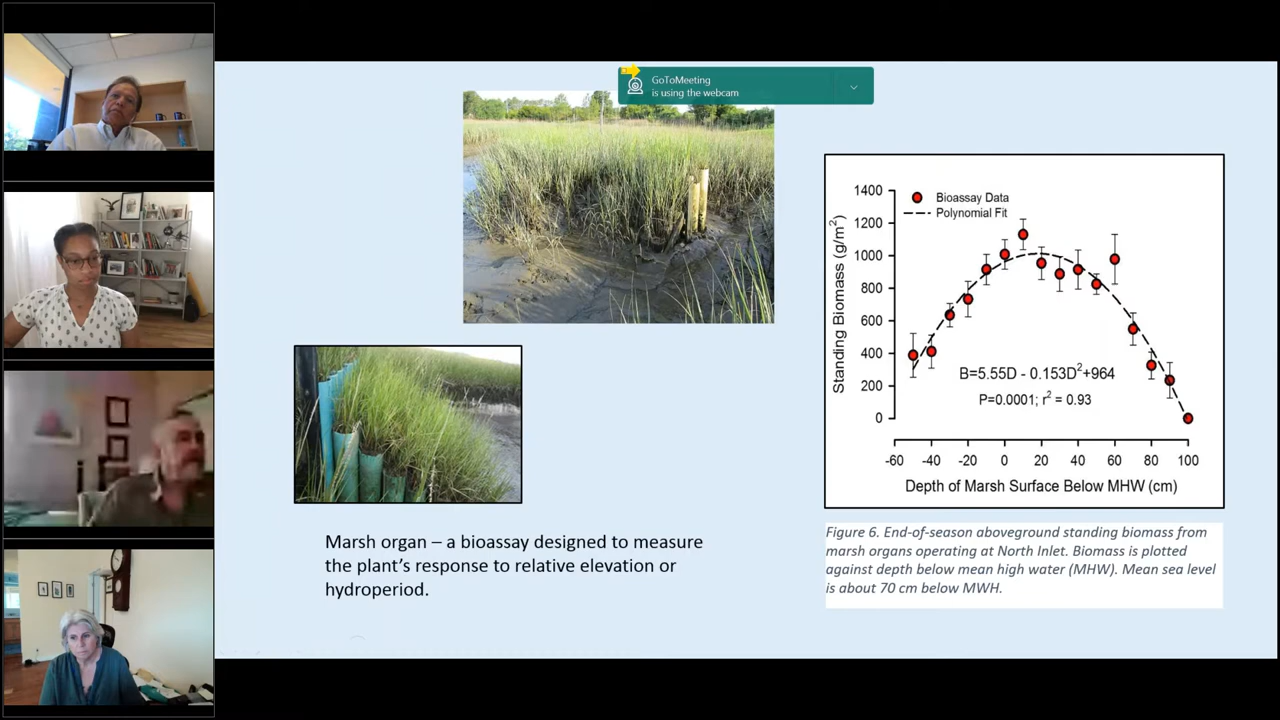 GoToMeeting
is using the webcam
1400
1200
1000
800
600
400
200
0
Standing Biomass (g/m²)
Bioassay Data
Polynomial Fit
B=5.55D - 0.153D²+964
P=0.0001; r² = 0.93
-60 -40 -20 0 20 40 60 80 100
Depth of Marsh Surface Below MHW (cm)
Marsh organ – a bioassay designed to measure
the plant's response to relative elevation or
hydroperiod.
Figure 6. End-of-season aboveground standing biomass from
marsh organs operating at North Inlet. Biomass is plotted
against depth below mean high water (MHW). Mean sea level
is about 70 cm below MWH.